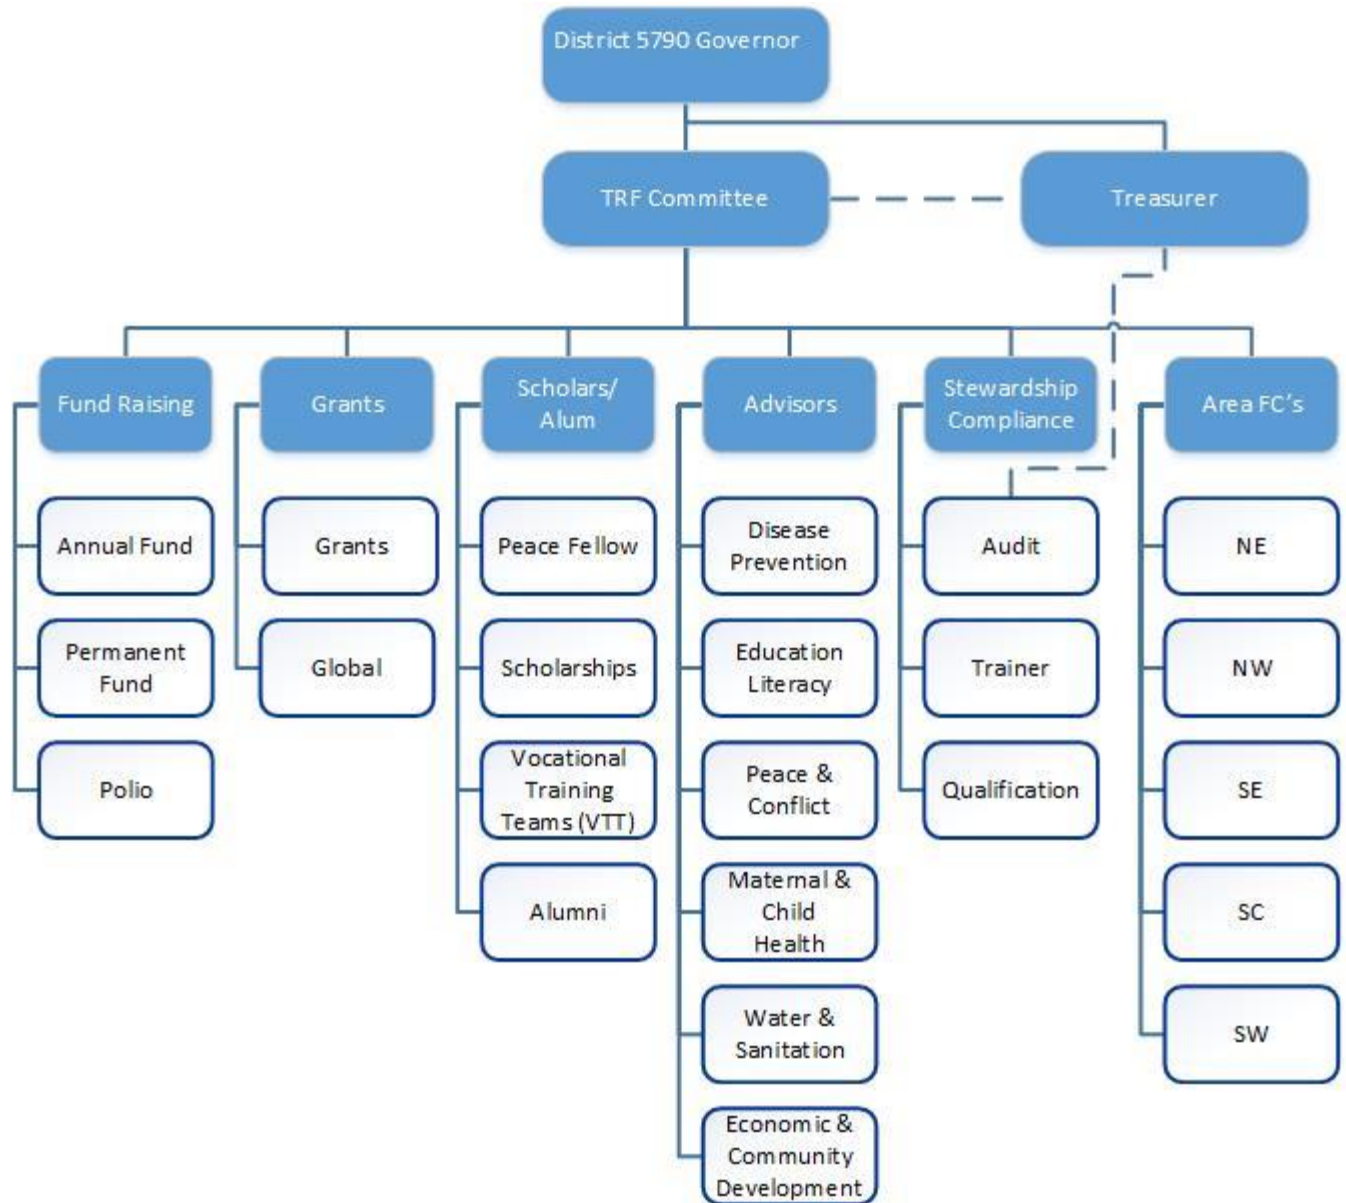 District 5790 Governor
TRF Committee
Treasurer
Fund Raising
Grants
Scholars/
Alum
Advisors
Stewardship
Compliance
Area FC's
Annual Fund
Permanent
Fund
Polio
Grants
Global
Peace Fellow
Scholarships
Vocational
Training
Teams (VTT)
Alumni
Disease
Prevention
Education
Literacy
Peace &
Conflict
Maternal &
Child
Health
Water &
Sanitation
Economic &
Community
Development
Audit
Trainer
Qualification
NE
NW
SE
SC
SW